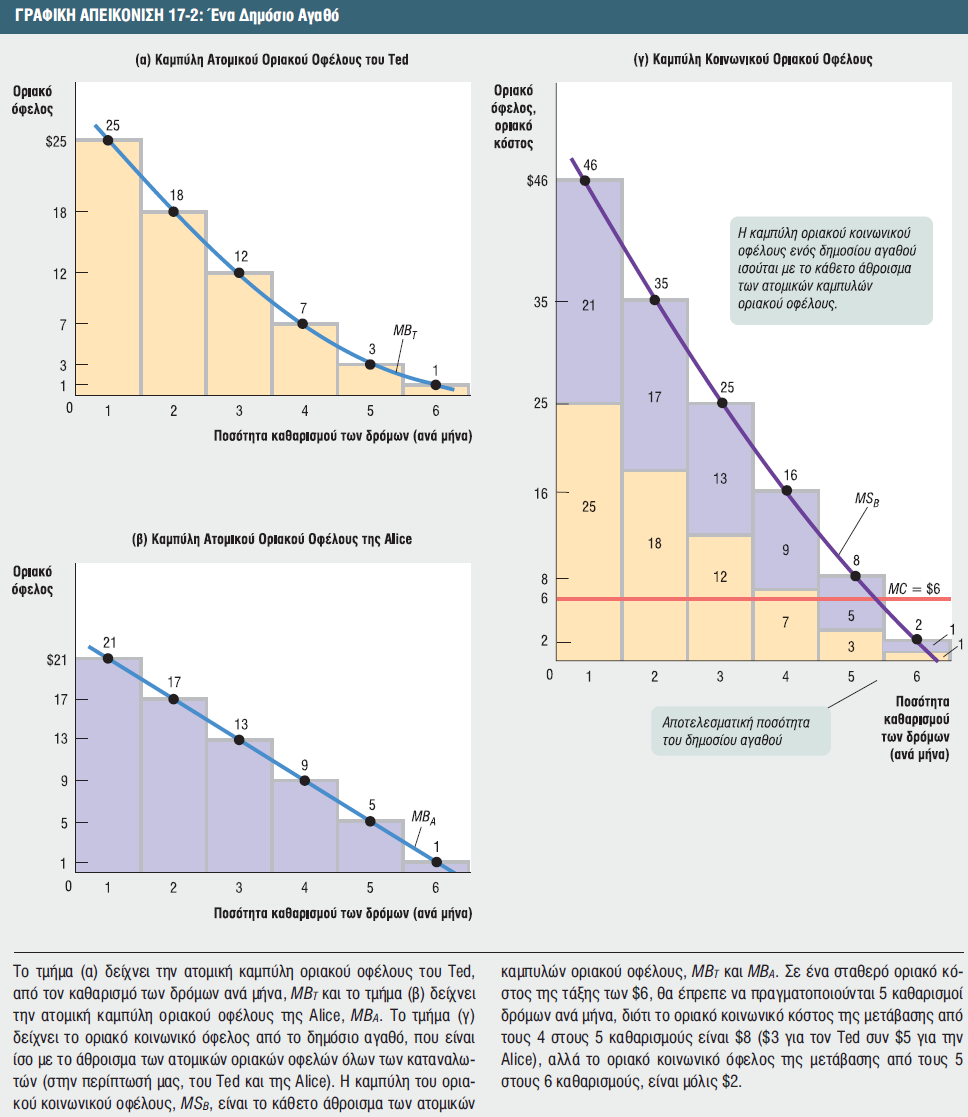 ΓΡΑΦΙΚΗ ΑΠΕΙΚΟΝΙΣΗ 17-2: Ένα Δημόσιο Αγαθό
(α) Καμπύλη Ατομικού Οριακού Οφέλους του Ted
Οριακό
όφελος
$25
18
12
7
3
1
0
25
18
12
7
3
1
MB_T
1 2 3 4 5 6
Ποσότητα καθαρισμού των δρόμων (ανά μήνα)
(β) Καμπύλη Ατομικού Οριακού Οφέλους της Alice
Οριακό
όφελος
$21
17
13
9
5
1
0
21
17
13
9
5
1
MB_A
1 2 3 4 5 6
Ποσότητα καθαρισμού των δρόμων (ανά μήνα)
(γ) Καμπύλη Κοινωνικού Οριακού Οφέλους
Οριακό
όφελος,
οριακό
κόστος
$46
35
25
16
8
6
2
0
46
35
25
16
8
2
21
17
13
9
5
1
25
18
12
7
3
1
MS_B
MC = $6
1 2 3 4 5 6
Η καμπύλη οριακού κοινωνικού
οφέλους ενός δημοσίου αγαθού
ισούται με το κάθετο άθροισμα
των ατομικών καμπυλών
οριακού οφέλους.
Αποτελεσματική ποσότητα
του δημοσίου αγαθού
Ποσότητα
καθαρισμού
των δρόμων
(ανά μήνα)
Το τμήμα (α) δείχνει την ατομική καμπύλη οριακού οφέλους του Ted,
από τον καθαρισμό των δρόμων ανά μήνα, MB_T και το τμήμα (β) δείχνει
την ατομική καμπύλη οριακού οφέλους της Alice, MB_A. Το τμήμα (γ)
δείχνει το οριακό κοινωνικό όφελος από το δημόσιο αγαθό, που είναι
ίσο με το άθροισμα των ατομικών οριακών οφελών όλων των καταναλω-
τών (στην περίπτωσή μας, του Ted και της Alice). Η καμπύλη του ορια-
κού κοινωνικού οφέλους, MS_B, είναι το κάθετο άθροισμα των ατομικών
καμπυλών οριακού οφέλους, MB_T και MB_A. Σε ένα σταθερό οριακό κό-
στος της τάξης των $6, θα έπρεπε να πραγματοποιούνται 5 καθαρισμοί
δρόμων ανά μήνα, διότι το οριακό κοινωνικό κόστος της μετάβασης από
τους 4 στους 5 καθαρισμούς είναι $8 ($3 για τον Ted συν $5 για την
Alice), αλλά το οριακό κοινωνικό όφελος της μετάβασης από τους 5
στους 6 καθαρισμούς, είναι μόλις $2.